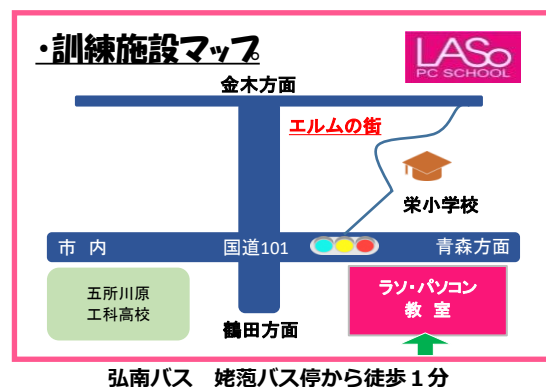 ・訓練施設マップ
LASo
PC SCHOOL
金木方面
エルムの街
栄小学校
市 内
国道101
青森方面
五所川原
工科高校
ラソ・パソコン
教 室
鶴田方面
弘南バス 姥萢バス停から徒歩１分